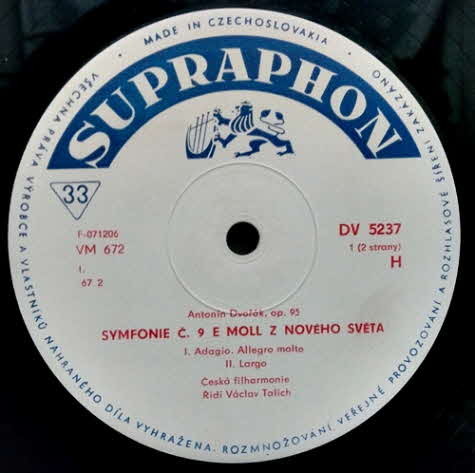 MADE IN CZECHOSLOVAKIA
SUPRAPHON
33
F-071206
VM 672
I.
67. 2
DV 5237
1 (2 strany)
H
Antonín Dvořák, op. 95
SYMFONIE Č. 9 E MOLL Z NOVÉHO SVĚTA
I. Adagio. Allegro molto
II. Largo
Česká filharmonie
Řídí Václav Talich
VŠECHNA PRÁVA VÝROBCE A VLASTNÍKŮ NAHRANÉHO DÍLA VYHRAŽENA. ROZMNOŽOVÁNÍ, VEŘEJNÉ PROVOZOVÁNÍ A ROZHLASOVÉ ŠÍŘENÍ ZAKÁZÁNO